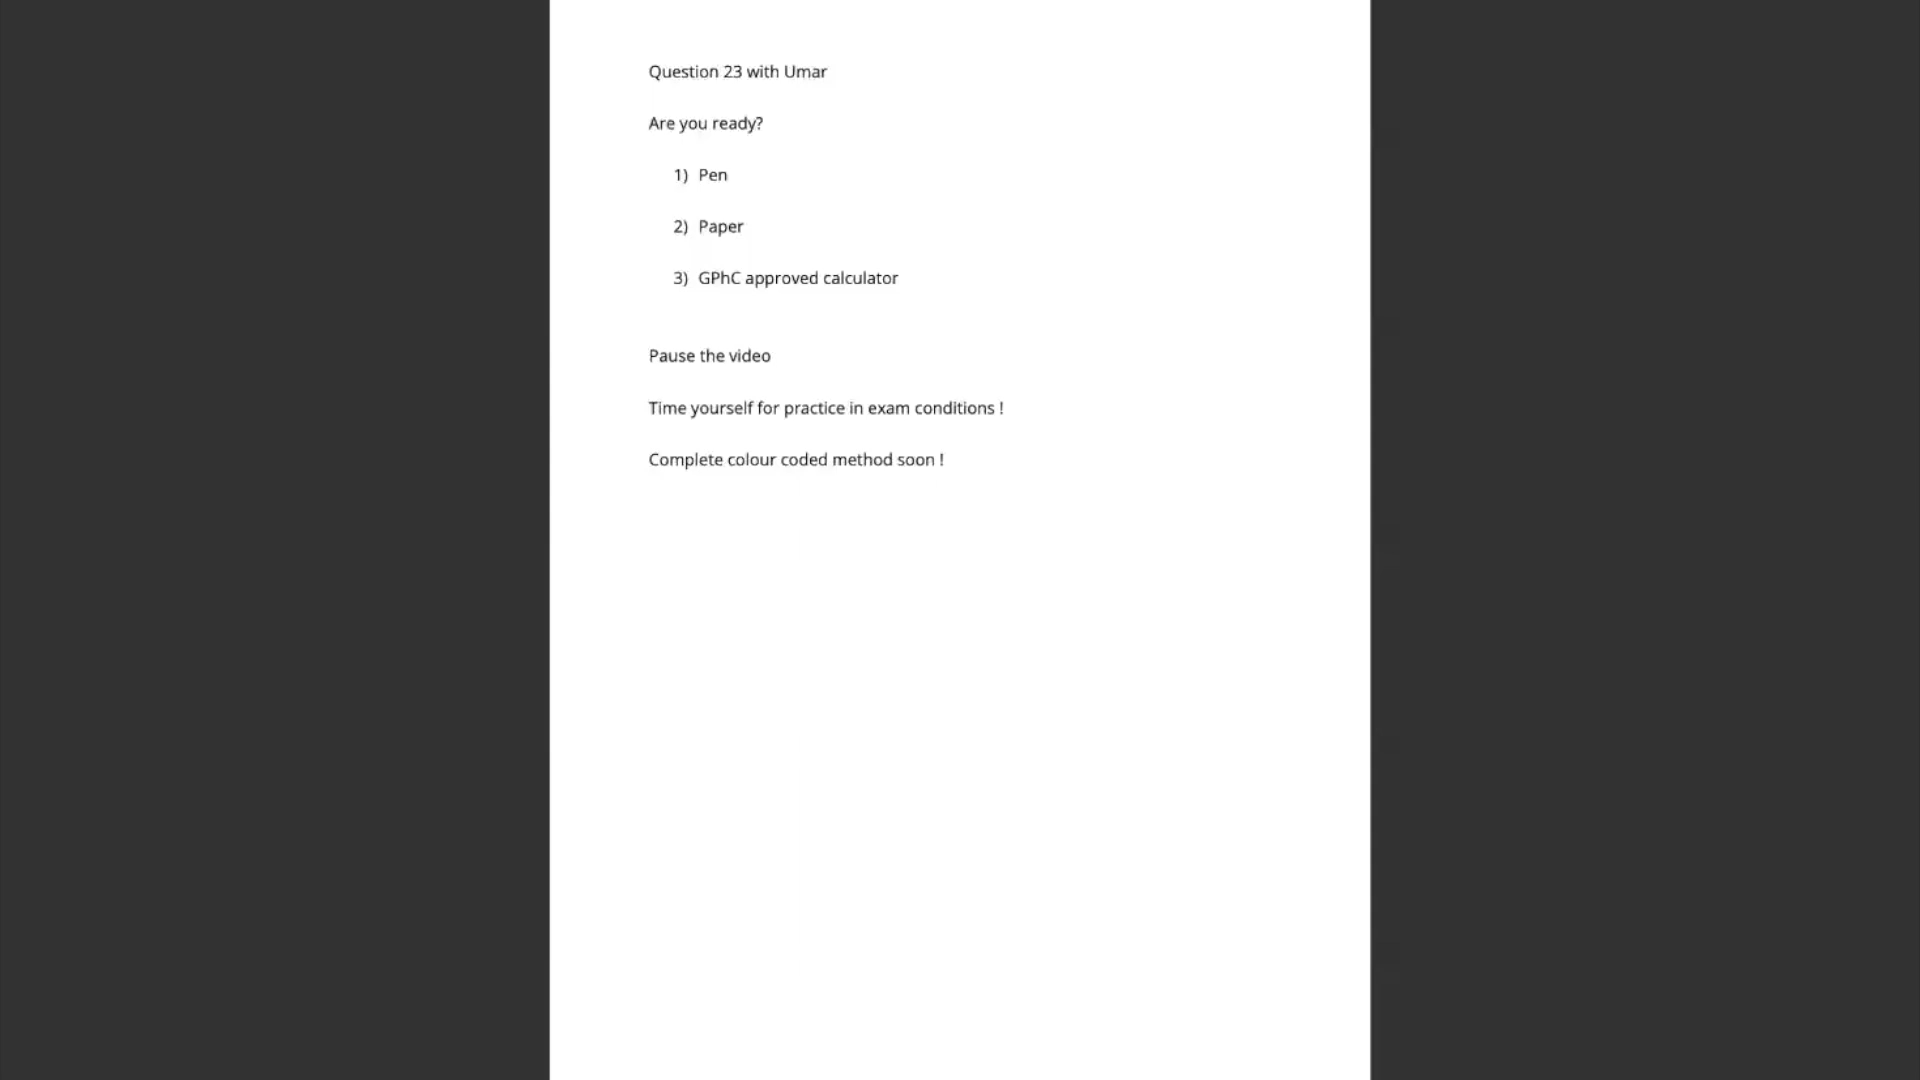 Question 23 with Umar
Are you ready?
1) Pen
2) Paper
3) GPhC approved calculator
Pause the video
Time yourself for practice in exam conditions !
Complete colour coded method soon !